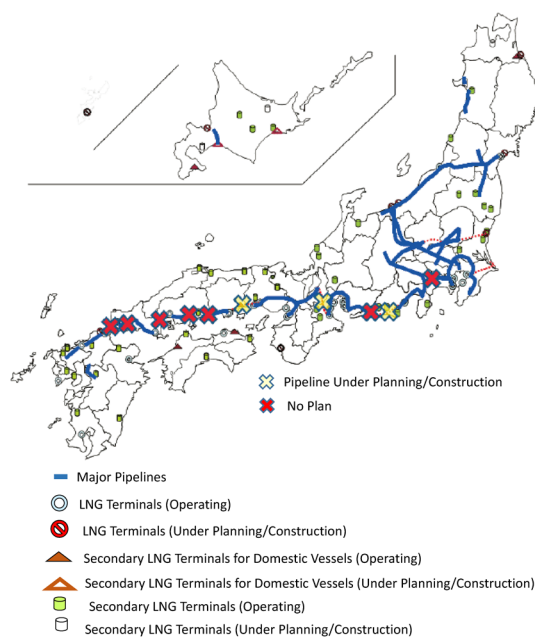 Pipeline Under Planning/Construction
No Plan
Major Pipelines
LNG Terminals (Operating)
LNG Terminals (Under Planning/Construction)
Secondary LNG Terminals for Domestic Vessels (Operating)
Secondary LNG Terminals for Domestic Vessels (Under Planning/Construction)
Secondary LNG Terminals (Operating)
Secondary LNG Terminals (Under Planning/Construction)